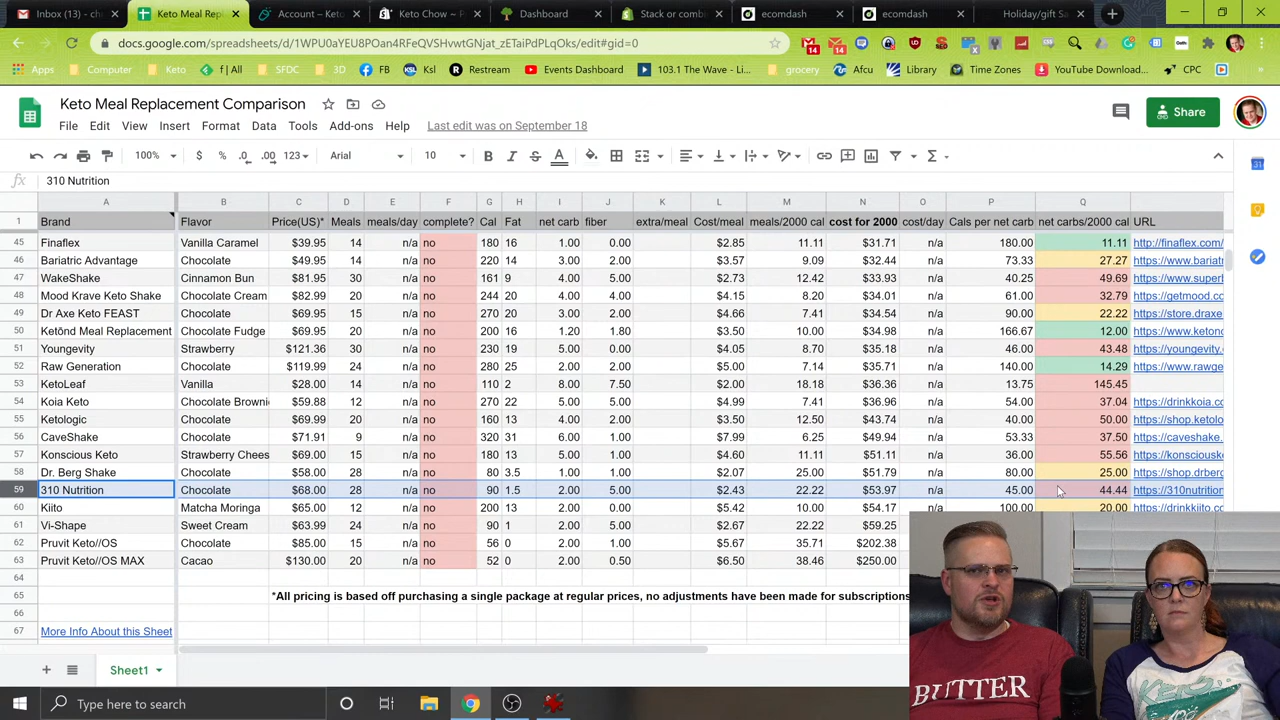 Inbox (13) - ch
Keto Meal Repl
Account – Keto
Keto Chow ~ P
Dashboard
Stack or comb
ecomdash
ecomdash
Holiday/gift Sa
docs.google.com/spreadsheets/d/1WPU0aYEU8POan4RFeQVSHvwtGNjat_zETaiPdPLqOks/edit#gid=0
Apps Computer Keto f | All SFDC 3D FB Ksl Restream Events Dashboard 103.1 The Wave - Li... grocery Afcu Library Time Zones YouTube Download... CPC
Keto Meal Replacement Comparison
Share
File Edit View Insert Format Data Tools Add-ons Help Last edit was on September 18
100% $ % .0 .00 123 Arial 10 B I S A Σ
fx 310 Nutrition
A B C D E F G H I J K L M N O P Q
1 Brand Flavor Price(US)* Meals meals/day complete? Cal Fat net carb fiber extra/meal Cost/meal meals/2000 cal cost for 2000 cost/day Cals per net carb net carbs/2000 cal URL
45 Finaflex Vanilla Caramel $39.95 14 n/a no 180 16 1.00 0.00 $2.85 11.11 $31.71 n/a 180.00 11.11 http://finaflex.com/
46 Bariatric Advantage Chocolate $49.95 14 n/a no 220 14 3.00 2.00 $3.57 9.09 $32.44 n/a 73.33 27.27 https://www.bariatr
47 WakeShake Cinnamon Bun $81.95 30 n/a no 161 9 4.00 5.00 $2.73 12.42 $33.93 n/a 40.25 49.69 https://www.superb
48 Mood Krave Keto Shake Chocolate Cream $82.99 20 n/a no 244 20 4.00 4.00 $4.15 8.20 $34.01 n/a 61.00 32.79 https://getmood.co
49 Dr Axe Keto FEAST Chocolate $69.95 15 n/a no 270 20 3.00 2.00 $4.66 7.41 $34.54 n/a 90.00 22.22 https://store.draxe
50 Ketōnd Meal Replacement Chocolate Fudge $69.95 20 n/a no 200 16 1.20 1.80 $3.50 10.00 $34.98 n/a 166.67 12.00 https://www.ketono
51 Youngevity Strawberry $121.36 30 n/a no 230 19 5.00 0.00 $4.05 8.70 $35.18 n/a 46.00 43.48 https://youngevity.c
52 Raw Generation Chocolate $119.99 24 n/a no 280 25 2.00 2.00 $5.00 7.14 $35.71 n/a 140.00 14.29 https://www.rawge
53 KetoLeaf Vanilla $28.00 14 n/a no 110 2 8.00 7.50 $2.00 18.18 $36.36 n/a 13.75 145.45
54 Koia Keto Chocolate Browni $59.88 12 n/a no 270 22 5.00 5.00 $4.99 7.41 $36.96 n/a 54.00 37.04 https://drinkkoia.co
55 Ketologic Chocolate $69.99 20 n/a no 160 13 4.00 2.00 $3.50 12.50 $43.74 n/a 40.00 50.00 https://shop.ketolo
56 CaveShake Chocolate $71.91 9 n/a no 320 31 6.00 1.00 $7.99 6.25 $49.94 n/a 53.33 37.50 https://caveshake.
57 Konscious Keto Strawberry Chees $69.00 15 n/a no 180 13 5.00 1.00 $4.60 11.11 $51.11 n/a 36.00 55.56 https://konsciousk
58 Dr. Berg Shake Chocolate $58.00 28 n/a no 80 3.5 1.00 1.00 $2.07 25.00 $51.79 n/a 80.00 25.00 https://shop.drberg
59 310 Nutrition Chocolate $68.00 28 n/a no 90 1.5 2.00 5.00 $2.43 22.22 $53.97 n/a 45.00 44.44 https://310nutrition
60 Kiito Matcha Moringa $65.00 12 n/a no 200 13 2.00 0.00 $5.42 10.00 $54.17 n/a 100.00 20.00 https://drinkkiito.co
61 Vi-Shape Sweet Cream $63.99 24 n/a no 90 1 2.00 5.00 $2.67 22.22 $59.25
62 Pruvit Keto//OS Chocolate $85.00 15 n/a no 56 0 2.00 1.00 $5.67 35.71 $202.38
63 Pruvit Keto//OS MAX Cacao $130.00 20 n/a no 52 0 2.00 0.50 $6.50 38.46 $250.00
64
65 *All pricing is based off purchasing a single package at regular prices, no adjustments have been made for subscriptions
66
67 More Info About this Sheet
Sheet1
BUTTER
Type here to search